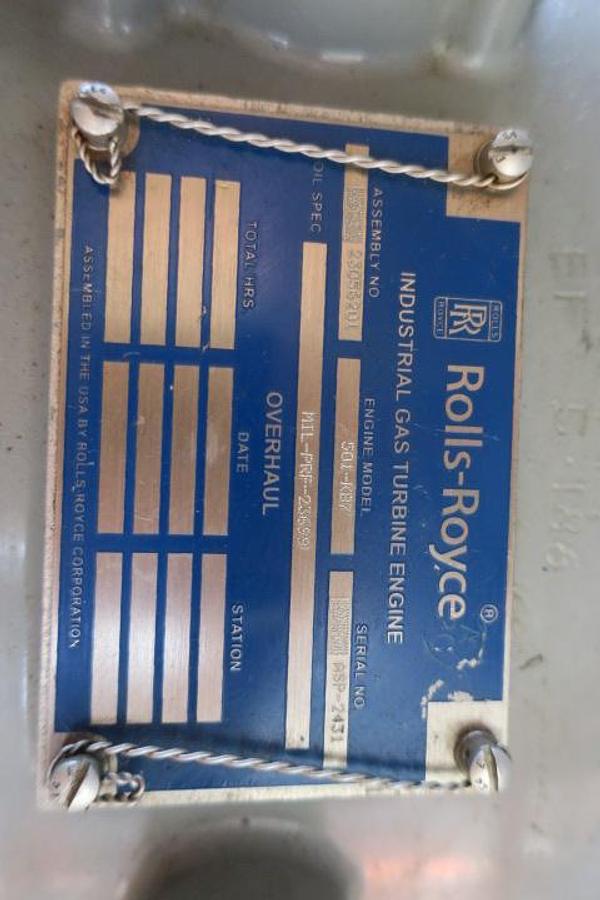 ROLLS
RR
ROYCE
Rolls-Royce®
INDUSTRIAL GAS TURBINE ENGINE
ASSEMBLY NO ENGINE MODEL SERIAL NO
23056201 501-KB7 ASP-2431
OIL SPEC MIL-PRF-23699
OVERHAUL
TOTAL HRS. DATE STATION
ASSEMBLED IN THE USA BY ROLLS-ROYCE CORPORATION